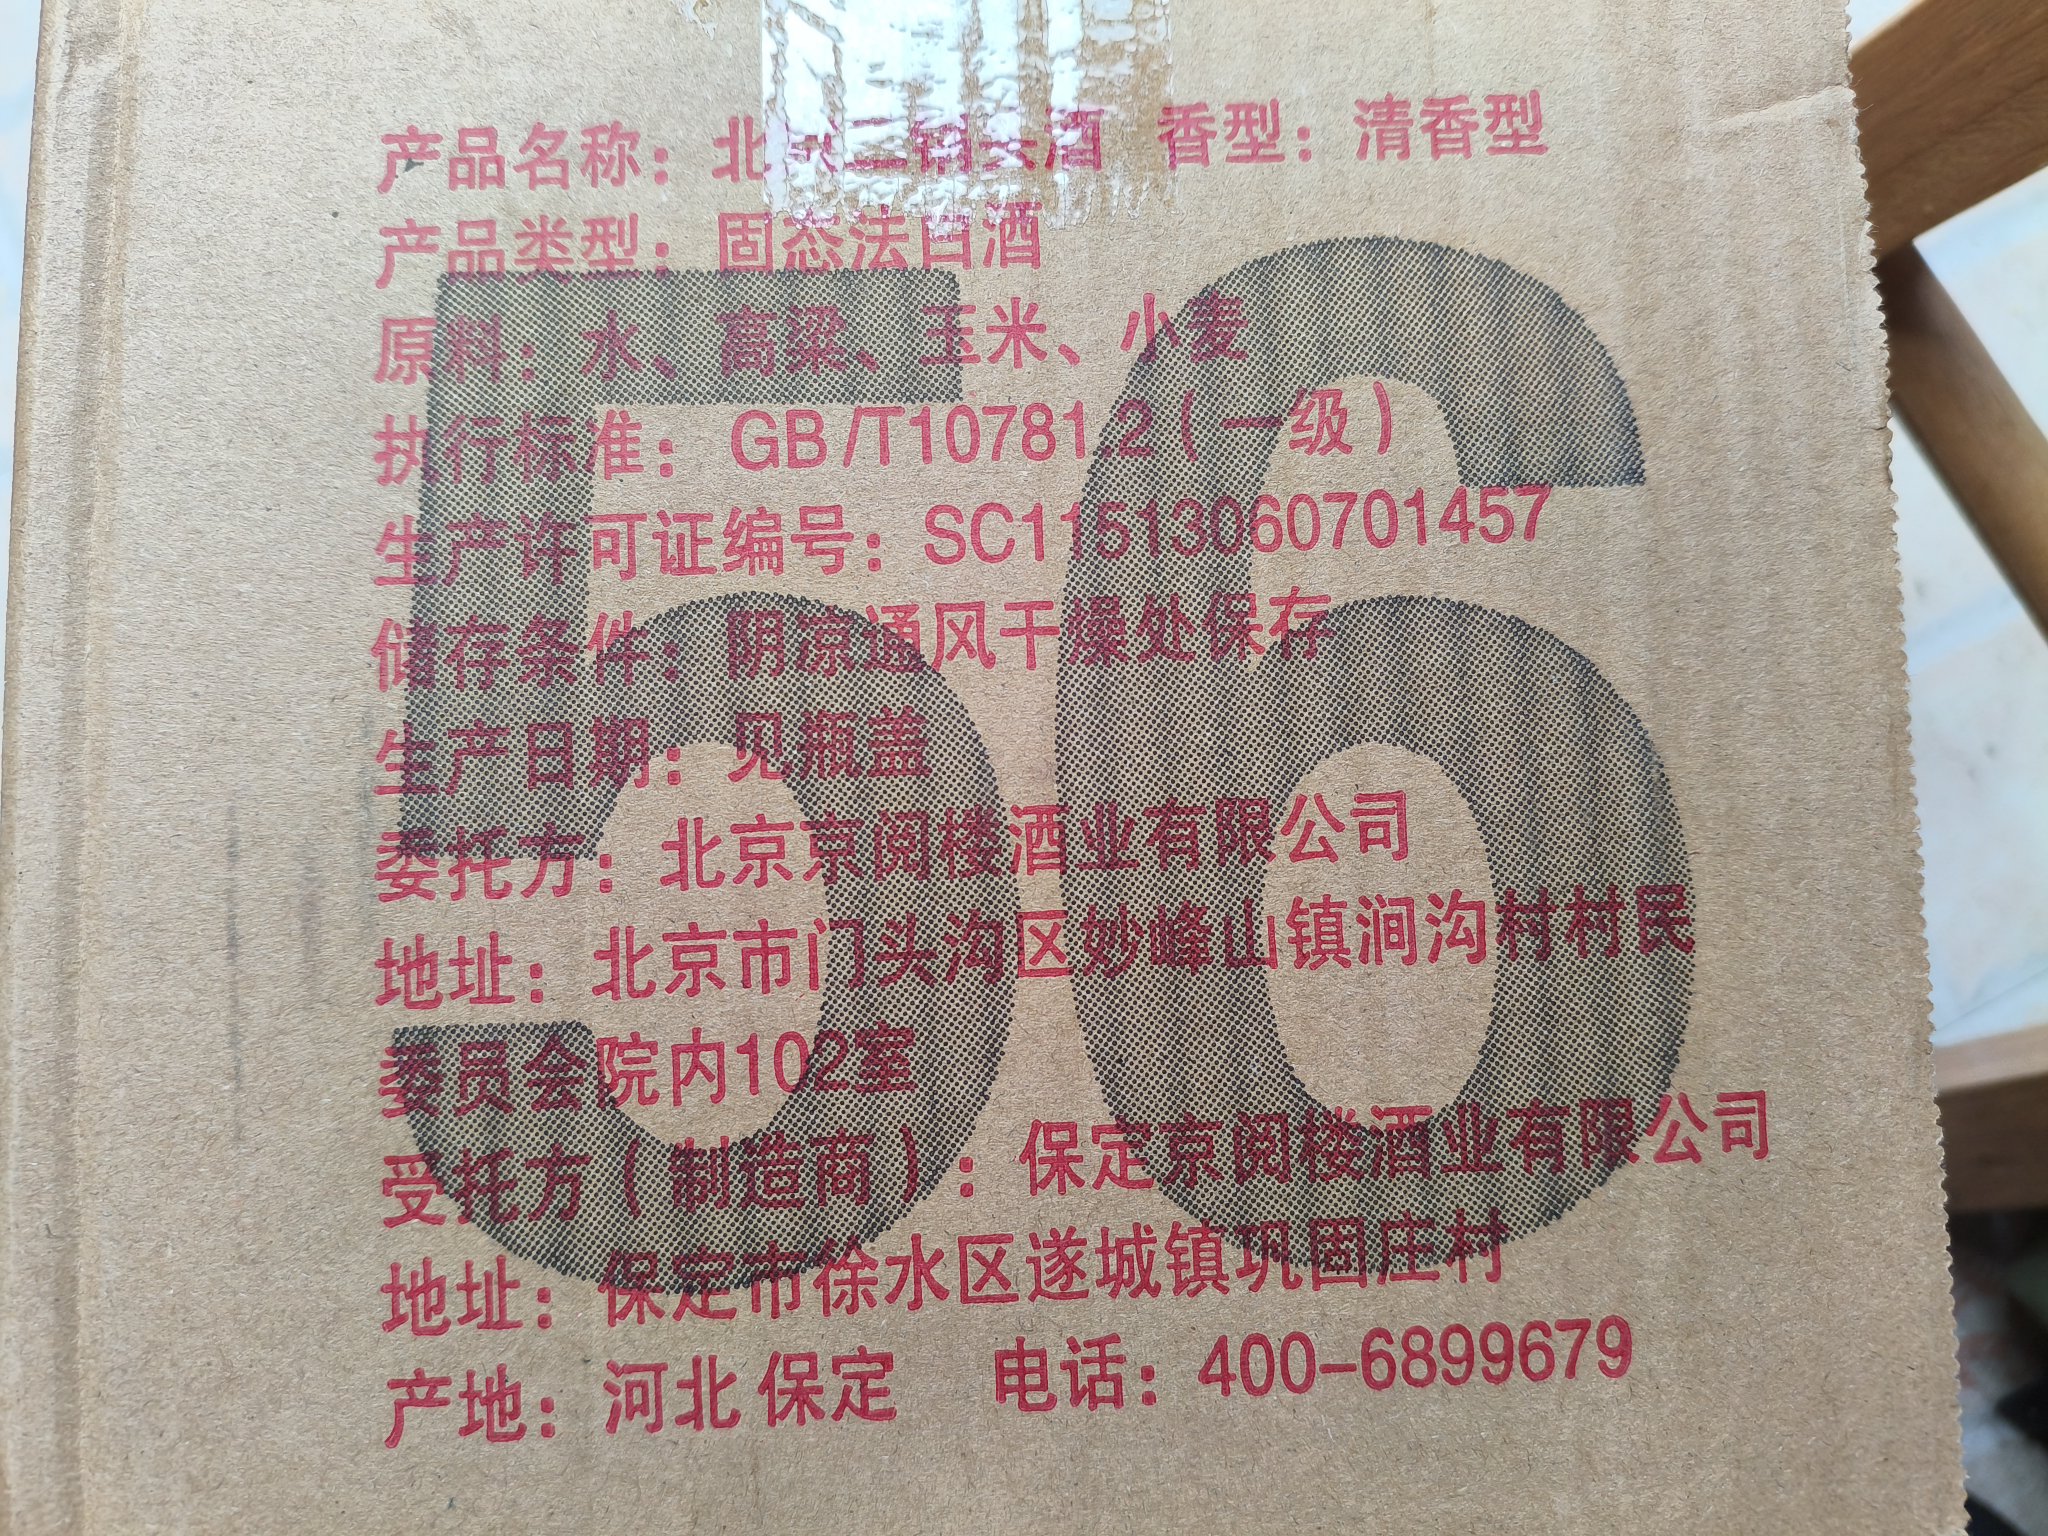 产品名称：北京二锅头酒 香型：清香型
产品类型：固态法白酒
原料：水、高粱、玉米、小麦
执行标准：GB/T10781.2（一级）
生产许可证编号：SC11513060701457
储存条件：阴凉通风干燥处保存
生产日期：见瓶盖
委托方：北京京阅楼酒业有限公司
地址：北京市门头沟区妙峰山镇涧沟村村民
委员会院内102室
受托方（制造商）：保定京阅楼酒业有限公司
地址：保定市徐水区遂城镇巩固庄村
产地：河北 保定 电话：400-6899679
56